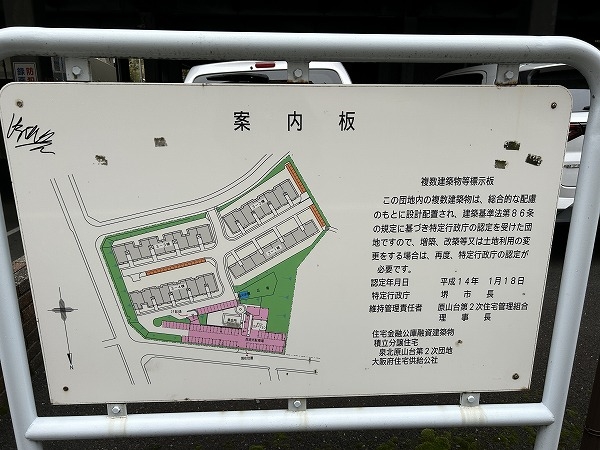 案内板
複数建築物等標示板
この団地内の複数建築物は、総合的な配慮
のもとに設計配置され、建築基準法第86条
の規定に基づき特定行政庁の認定を受けた団
地ですので、増築、改築等又は土地利用の変
更をする場合は、再度、特定行政庁の認定が
必要です。
認定年月日 平成14年 1月18日
特定行政庁 堺市長
維持管理責任者 原山台第2次住宅管理組合
理事長
住宅金融公庫融資建築物
積立分譲住宅
泉北原山台第2次団地
大阪府住宅供給公社